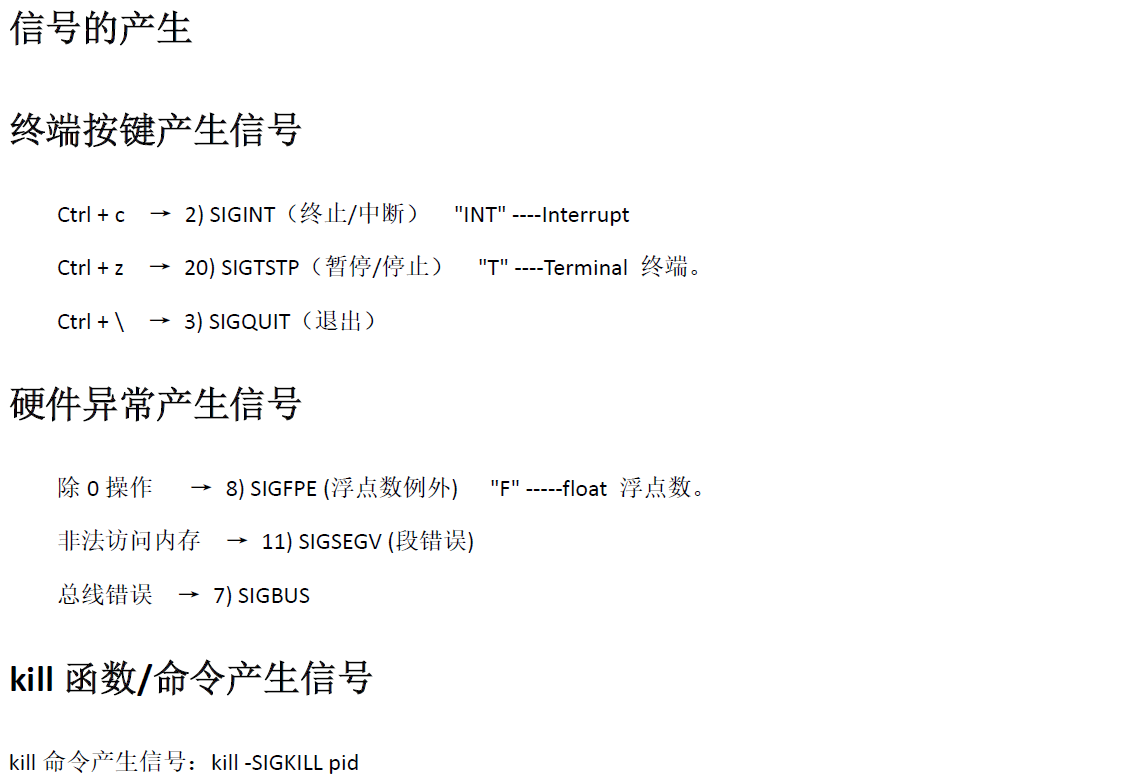 信号的产生
终端按键产生信号
Ctrl + c → 2) SIGINT（终止/中断） "INT" ----Interrupt
Ctrl + z → 20) SIGTSTP（暂停/停止） "T" ----Terminal 终端。
Ctrl + \ → 3) SIGQUIT（退出）
硬件异常产生信号
除 0 操作 → 8) SIGFPE (浮点数例外) "F" -----float 浮点数。
非法访问内存 → 11) SIGSEGV (段错误)
总线错误 → 7) SIGBUS
kill 函数/命令产生信号
kill 命令产生信号：kill -SIGKILL pid